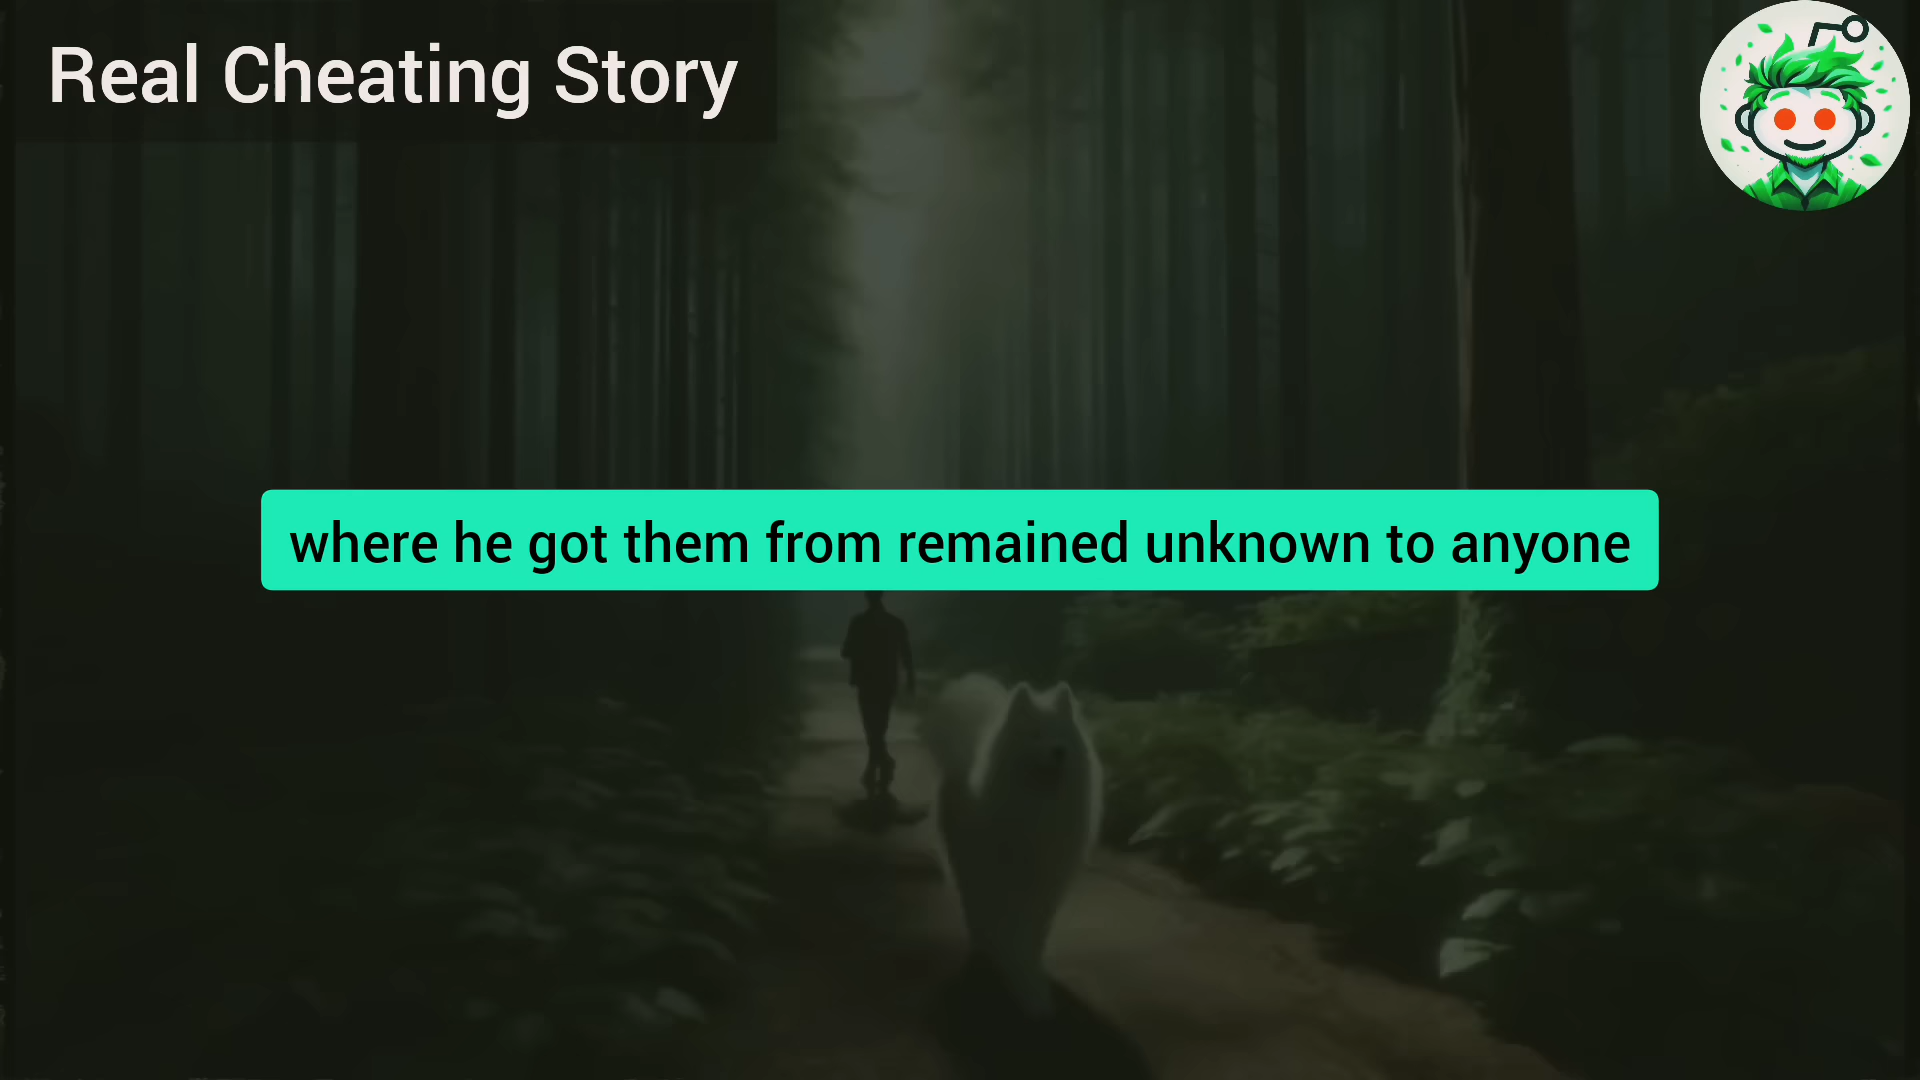 Real Cheating Story
where he got them from remained unknown to anyone